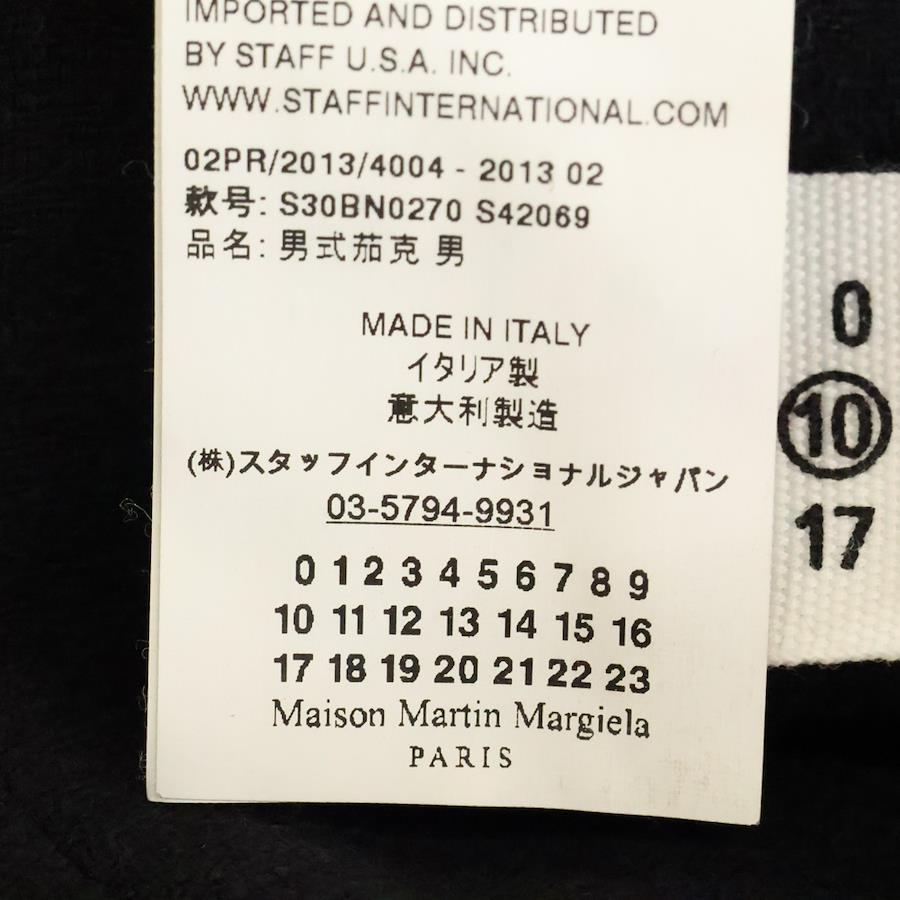 IMPORTED AND DISTRIBUTED
BY STAFF U.S.A. INC.
WWW.STAFFINTERNATIONAL.COM
02PR/2013/4004 - 2013 02
款号: S30BN0270 S42069
品名: 男式茄克 男
MADE IN ITALY
イタリア製
意大利製造
(株)スタッフインターナショナルジャパン
03-5794-9931
0 1 2 3 4 5 6 7 8 9
10 11 12 13 14 15 16
17 18 19 20 21 22 23
Maison Martin Margiela
PARIS
0
10
17